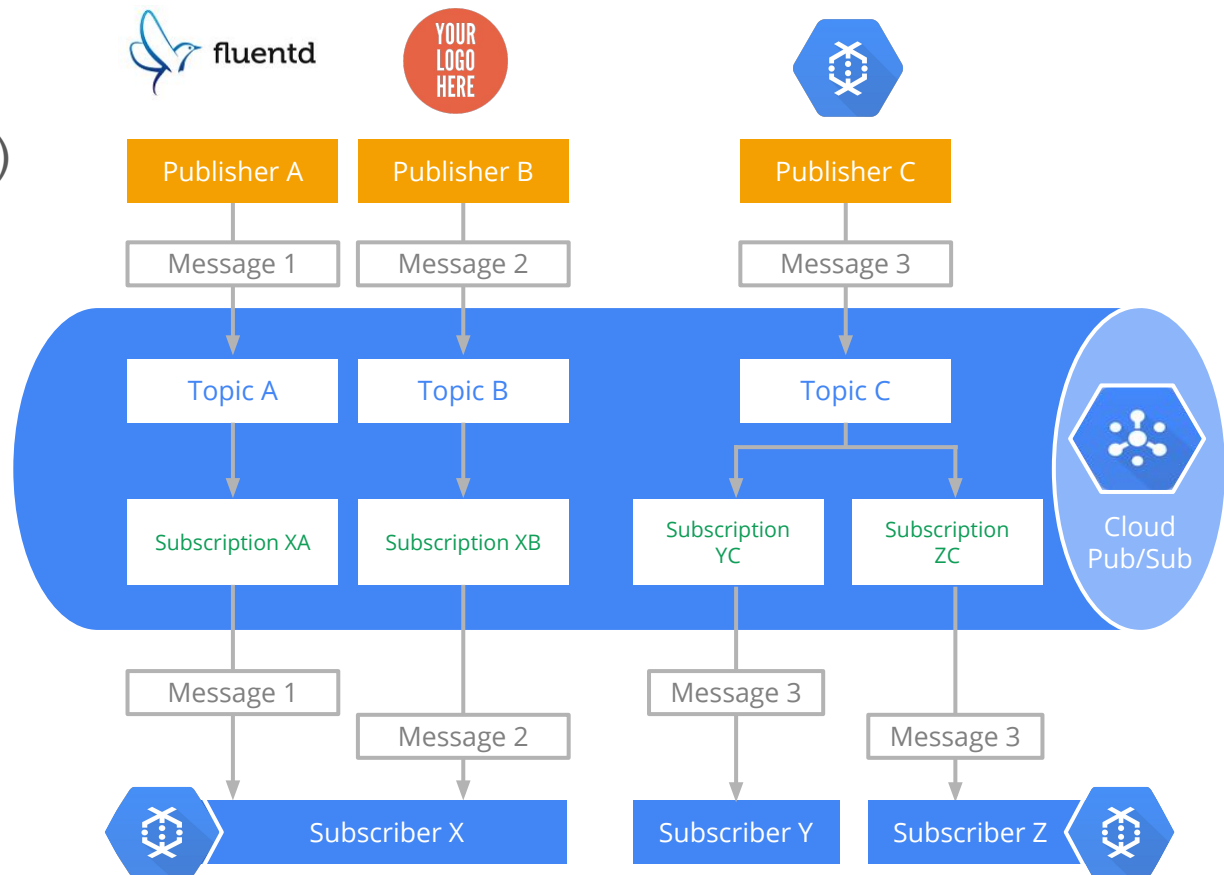 fluentd
YOUR
LOGO
HERE
)
Publisher A
Publisher B
Publisher C
Message 1
Message 2
Message 3
Topic A
Topic B
Topic C
Subscription XA
Subscription XB
Subscription
YC
Subscription
ZC
Cloud
Pub/Sub
Message 1
Message 2
Message 3
Message 3
Subscriber X
Subscriber Y
Subscriber Z